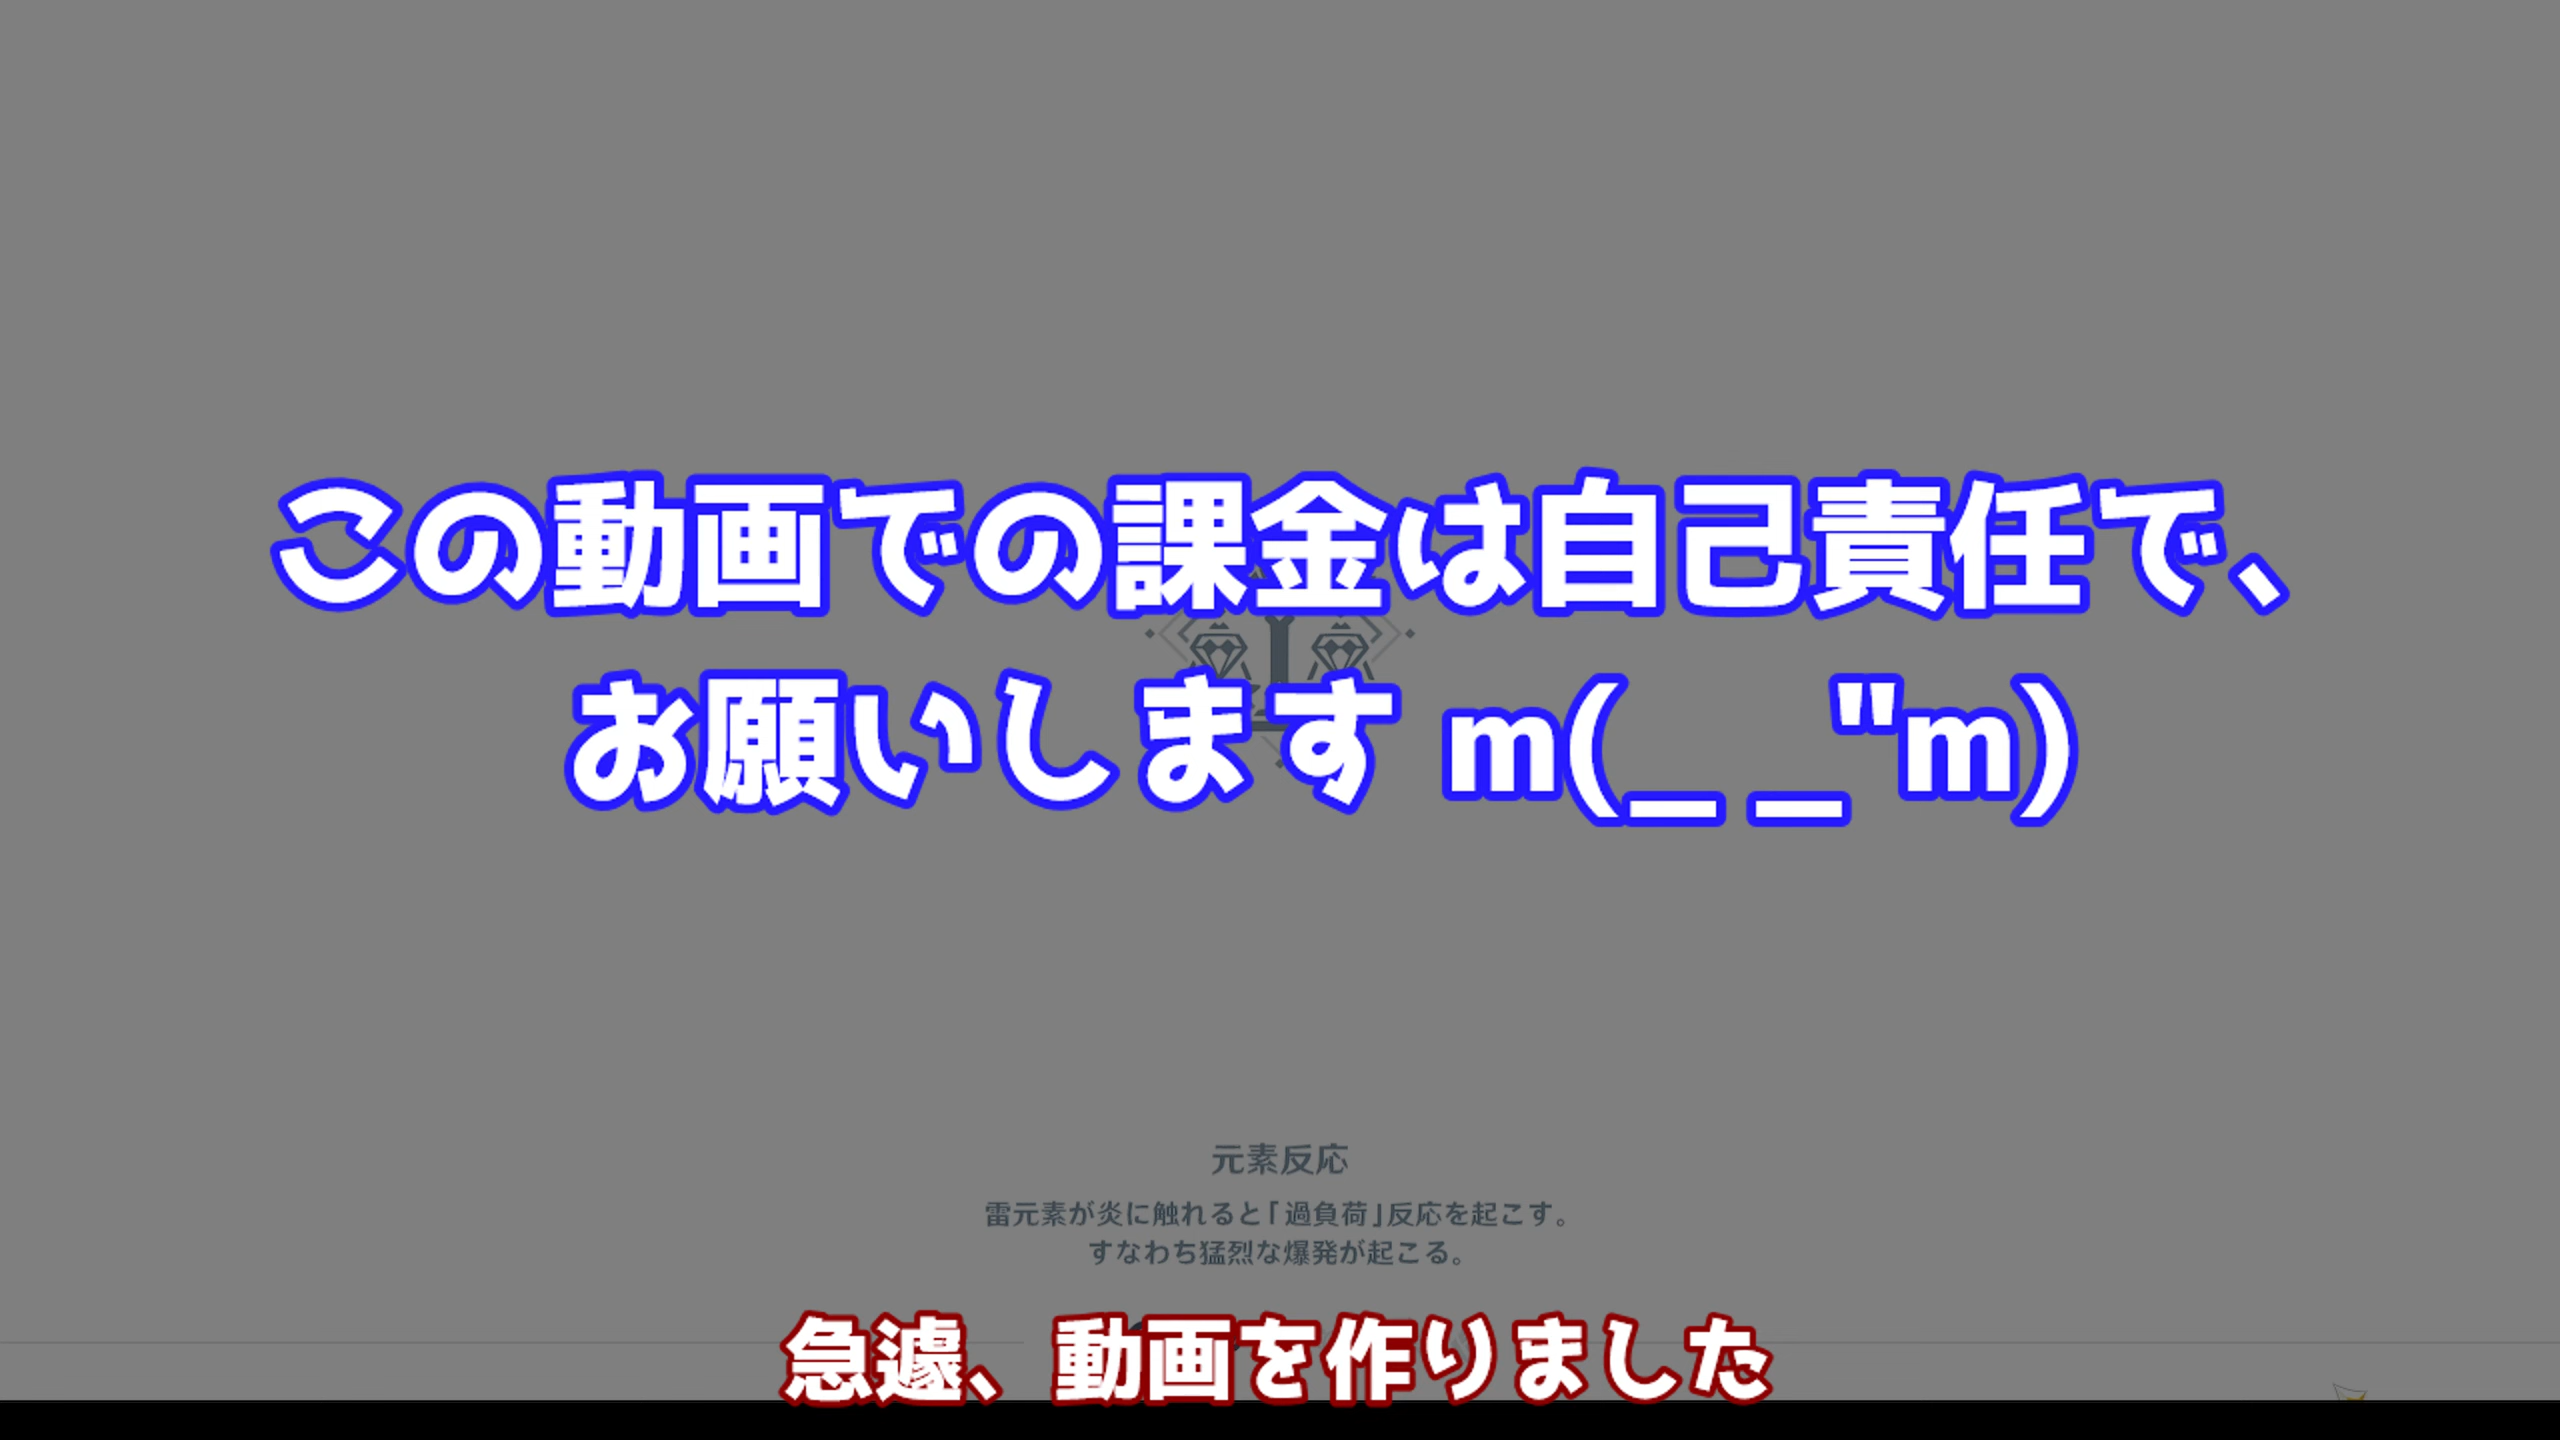 この動画での課金は自己責任で、
お願いします m(_ _"m)
元素反応
雷元素が炎に触れると「過負荷」反応を起こす。
すなわち猛烈な爆発が起こる。
急遽、動画を作りました